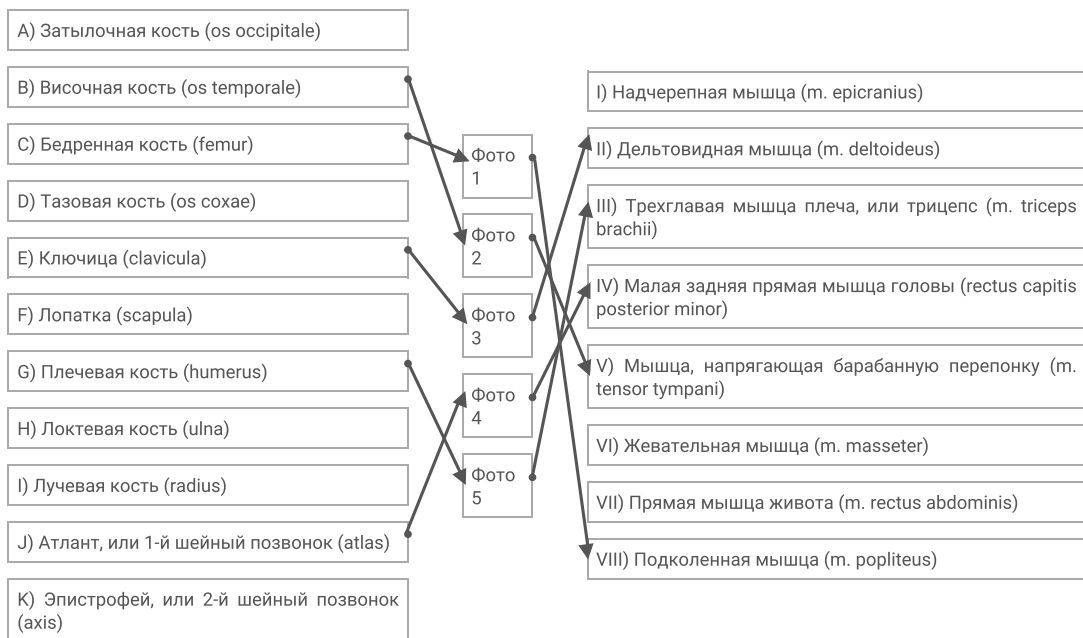 A) Затылочная кость (os occipitale)
B) Височная кость (os temporale)
C) Бедренная кость (femur)
D) Тазовая кость (os coxae)
E) Ключица (clavicula)
F) Лопатка (scapula)
G) Плечевая кость (humerus)
H) Локтевая кость (ulna)
I) Лучевая кость (radius)
J) Атлант, или 1-й шейный позвонок (atlas)
K) Эпистрофей, или 2-й шейный позвонок
(axis)
Фото
1
Фото
2
Фото
3
Фото
4
Фото
5
I) Надчерепная мышца (m. epicranius)
II) Дельтовидная мышца (m. deltoideus)
III) Трехглавая мышца плеча, или трицепс (m. triceps
brachii)
IV) Малая задняя прямая мышца головы (rectus capitis
posterior minor)
V) Мышца, напрягающая барабанную перепонку (m.
tensor tympani)
VI) Жевательная мышца (m. masseter)
VII) Прямая мышца живота (m. rectus abdominis)
VIII) Подколенная мышца (m. popliteus)